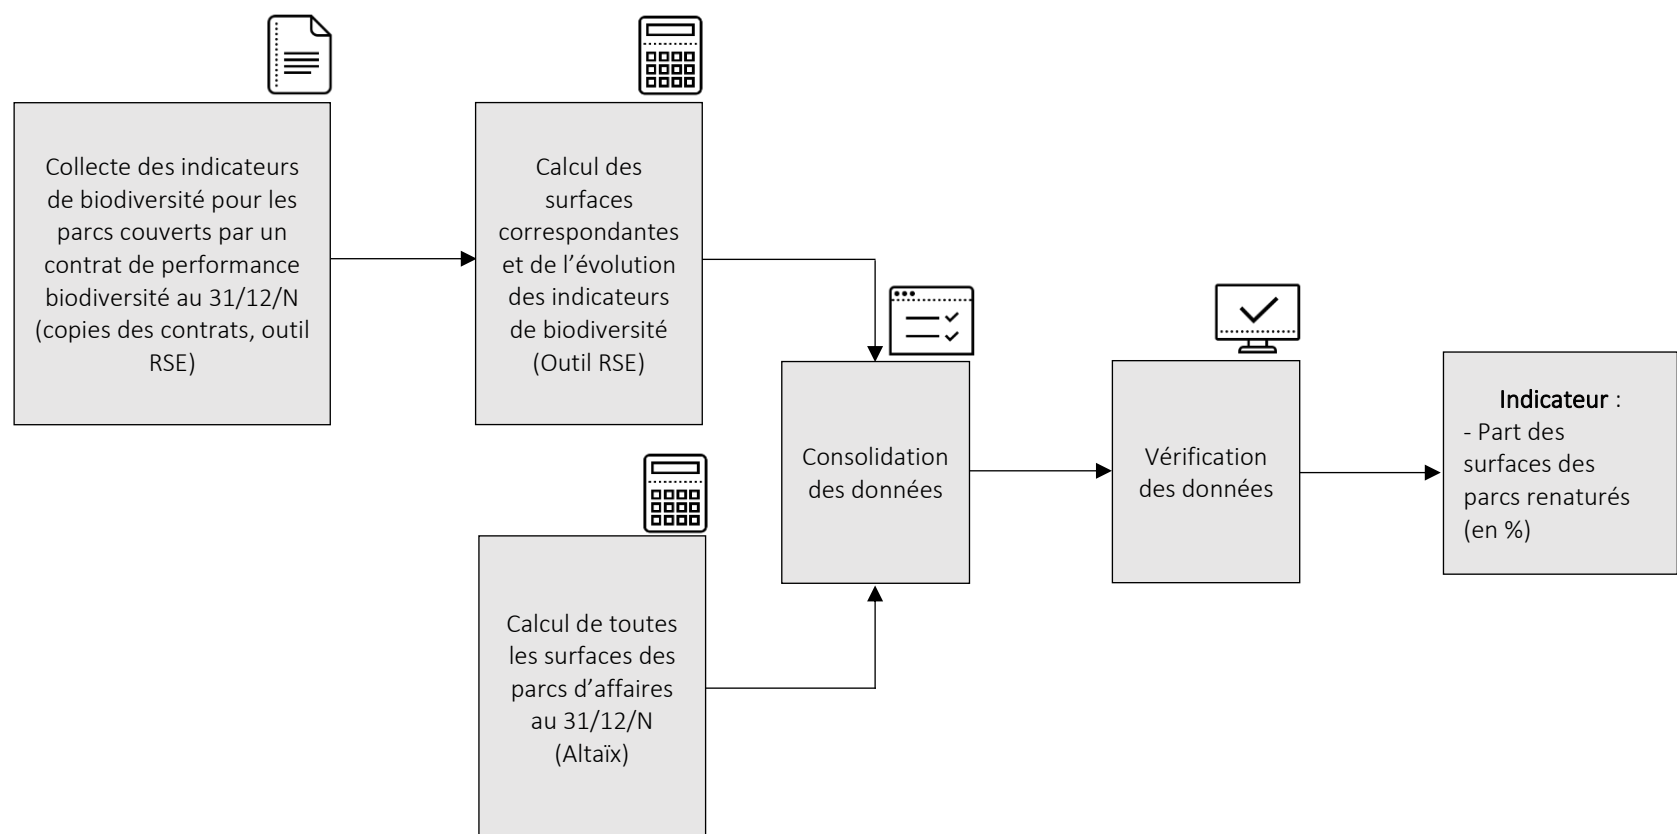 Collecte des indicateurs
de biodiversité pour les
parcs couverts par un
contrat de performance
biodiversité au 31/12/N
(copies des contrats, outil
RSE)
Calcul des
surfaces
correspondantes
et de l’évolution
des indicateurs
de biodiversité
(Outil RSE)
Calcul de toutes
les surfaces des
parcs d’affaires
au 31/12/N
(Altaïx)
Consolidation
des données
Vérification
des données
Indicateur :
- Part des
surfaces des
parcs renaturés
(en %)